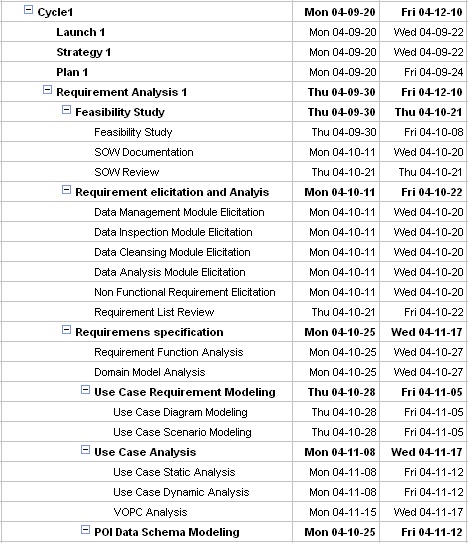 Cycle1 Mon 04-09-20 Fri 04-12-10
Launch 1 Mon 04-09-20 Wed 04-09-22
Strategy 1 Mon 04-09-20 Wed 04-09-22
Plan 1 Mon 04-09-20 Fri 04-09-24
Requirement Analysis 1 Thu 04-09-30 Fri 04-12-10
Feasibility Study Thu 04-09-30 Thu 04-10-21
Feasibility Study Thu 04-09-30 Fri 04-10-08
SOW Documentation Mon 04-10-11 Wed 04-10-20
SOW Review Thu 04-10-21 Thu 04-10-21
Requirement elicitation and Analyis Mon 04-10-11 Fri 04-10-22
Data Management Module Elicitation Mon 04-10-11 Wed 04-10-20
Data Inspection Module Elicitation Mon 04-10-11 Wed 04-10-20
Data Cleansing Module Elicitation Mon 04-10-11 Wed 04-10-20
Data Analysis Module Elicitation Mon 04-10-11 Wed 04-10-20
Non Functional Requirement Elicitation Mon 04-10-11 Wed 04-10-20
Requirement List Review Thu 04-10-21 Fri 04-10-22
Requiremens specification Mon 04-10-25 Wed 04-11-17
Requirement Function Analysis Mon 04-10-25 Wed 04-10-27
Domain Model Analysis Mon 04-10-25 Wed 04-10-27
Use Case Requirement Modeling Thu 04-10-28 Fri 04-11-05
Use Case Diagram Modeling Thu 04-10-28 Fri 04-11-05
Use Case Scenario Modeling Thu 04-10-28 Fri 04-11-05
Use Case Analysis Mon 04-11-08 Wed 04-11-17
Use Case Static Analysis Mon 04-11-08 Fri 04-11-12
Use Case Dynamic Analysis Mon 04-11-08 Fri 04-11-12
VOPC Analysis Mon 04-11-15 Wed 04-11-17
POI Data Schema Modeling Mon 04-10-25 Fri 04-11-12